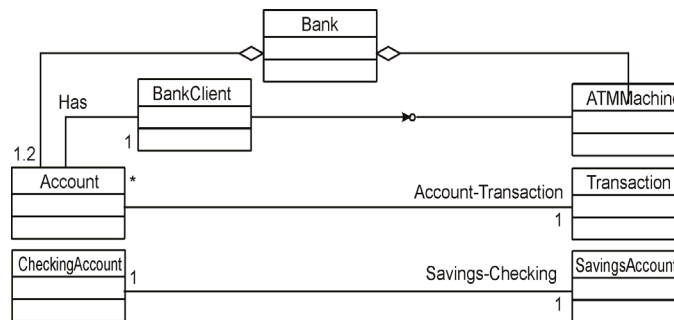 Bank
BankClient
ATMMachine
Has
1
1.2
Account
*
Transaction
Account-Transaction
1
CheckingAccount
1
Savings-Checking
SavingsAccount
1